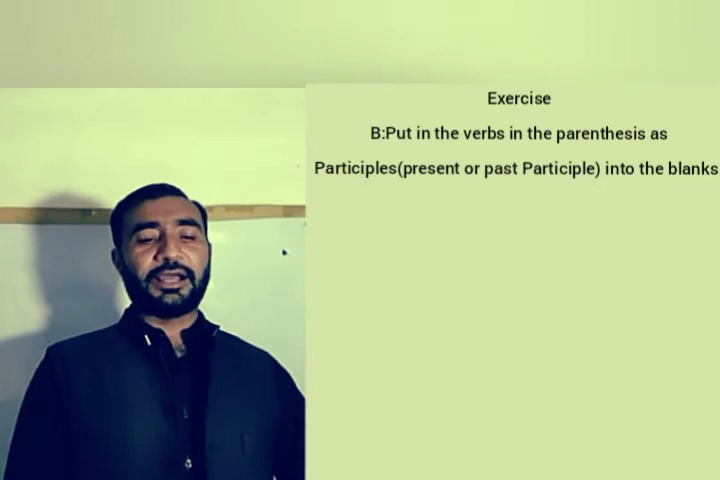 Exercise
B:Put in the verbs in the parenthesis as
Participles(present or past Participle) into the blanks